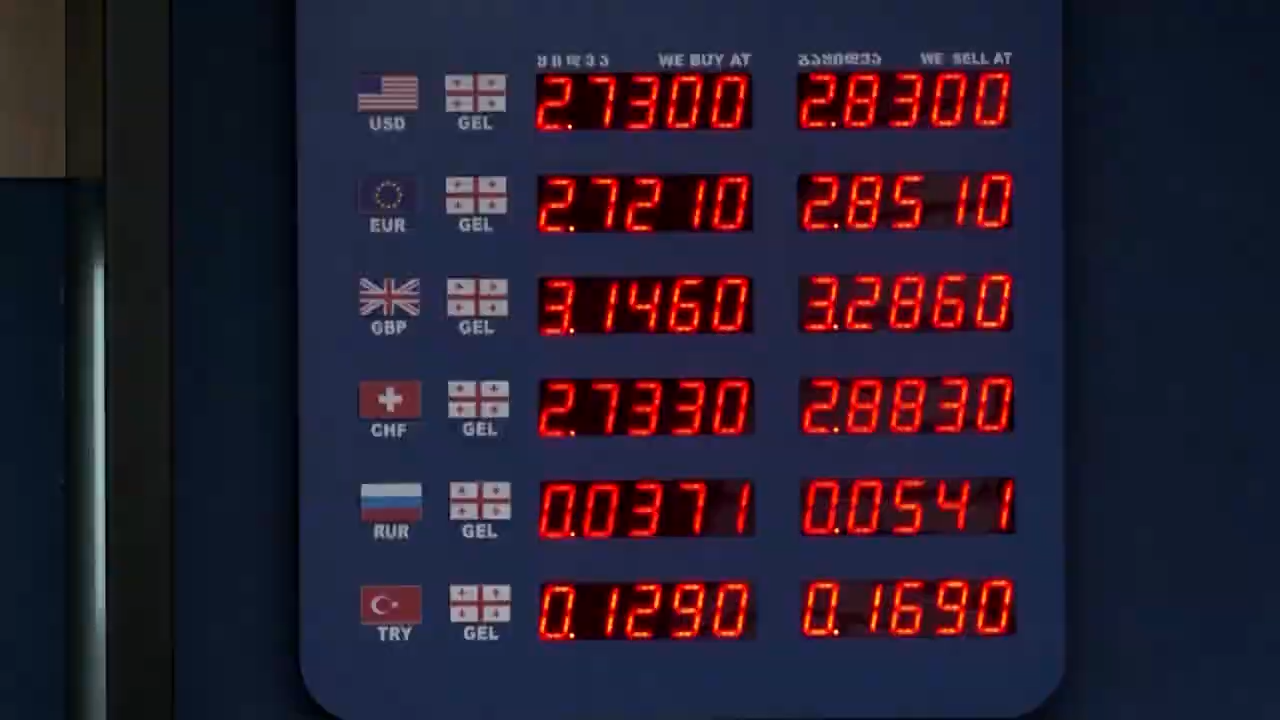 ყიდვა WE BUY AT გაყიდვა WE SELL AT
USD GEL 2.7300 2.8300
EUR GEL 2.7210 2.8510
GBP GEL 3.1460 3.2860
CHF GEL 2.7330 2.8830
RUR GEL 0.0371 0.0541
TRY GEL 0.1290 0.1690